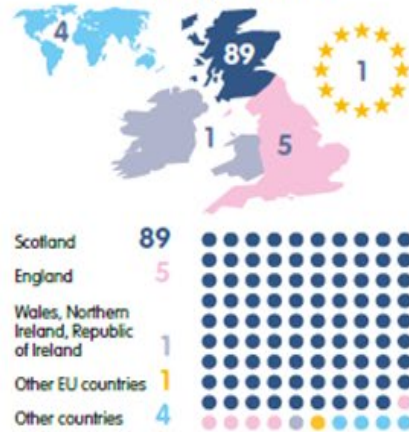 4
89
1
1
5
Scotland 89
England 5
Wales, Northern
Ireland, Republic
of Ireland 1
Other EU countries 1
Other countries 4